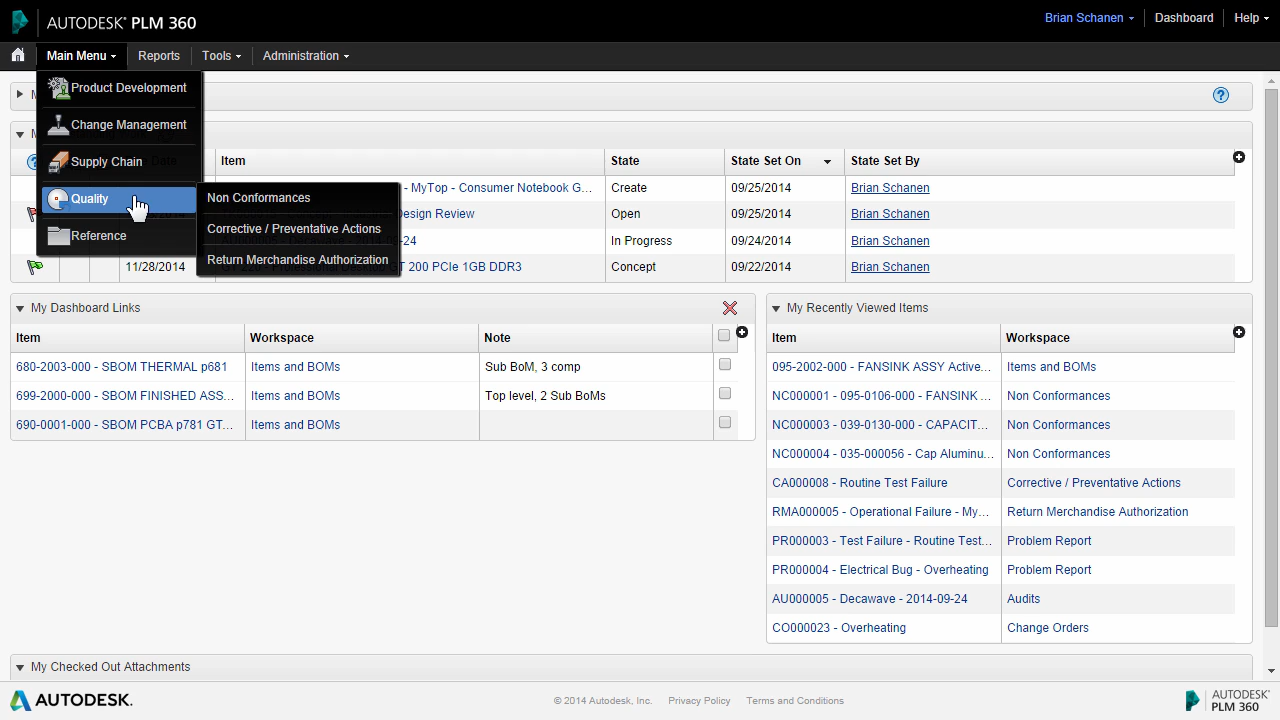 AUTODESK® PLM 360
Brian Schanen
Dashboard
Help
Main Menu
Reports
Tools
Administration
Product Development
Change Management
Supply Chain
Quality
Reference
Non Conformances
Corrective / Preventative Actions
Return Merchandise Authorization
Item State State Set On State Set By
- MyTop - Consumer Notebook G... Create 09/25/2014 Brian Schanen
Design Review Open 09/25/2014 Brian Schanen
In Progress 09/24/2014 Brian Schanen
11/28/2014 GT 200 PCIe 1GB DDR3 Concept 09/22/2014 Brian Schanen
My Dashboard Links
Item Workspace Note
680-2003-000 - SBOM THERMAL p681 Items and BOMs Sub BoM, 3 comp
699-2000-000 - SBOM FINISHED ASS... Items and BOMs Top level, 2 Sub BoMs
690-0001-000 - SBOM PCBA p781 GT... Items and BOMs
My Recently Viewed Items
Item Workspace
095-2002-000 - FANSINK ASSY Active... Items and BOMs
NC000001 - 095-0106-000 - FANSINK ... Non Conformances
NC000003 - 039-0130-000 - CAPACIT... Non Conformances
NC000004 - 035-000056 - Cap Aluminu... Non Conformances
CA000008 - Routine Test Failure Corrective / Preventative Actions
RMA000005 - Operational Failure - My... Return Merchandise Authorization
PR000003 - Test Failure - Routine Test... Problem Report
PR000004 - Electrical Bug - Overheating Problem Report
AU000005 - Decawave - 2014-09-24 Audits
CO000023 - Overheating Change Orders
My Checked Out Attachments
AUTODESK.
© 2014 Autodesk, Inc. Privacy Policy Terms and Conditions
AUTODESK®
PLM 360